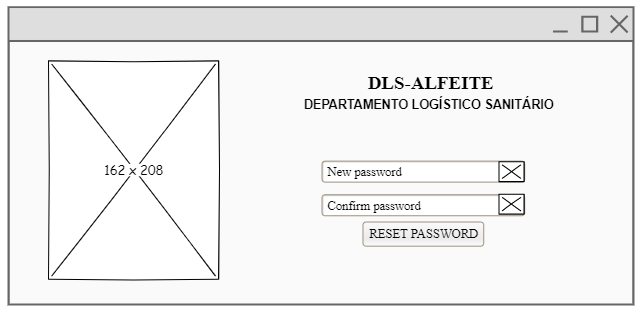 DLS-ALFEITE
DEPARTAMENTO LOGÍSTICO SANITÁRIO
162 x 208
New password
Confirm password
RESET PASSWORD